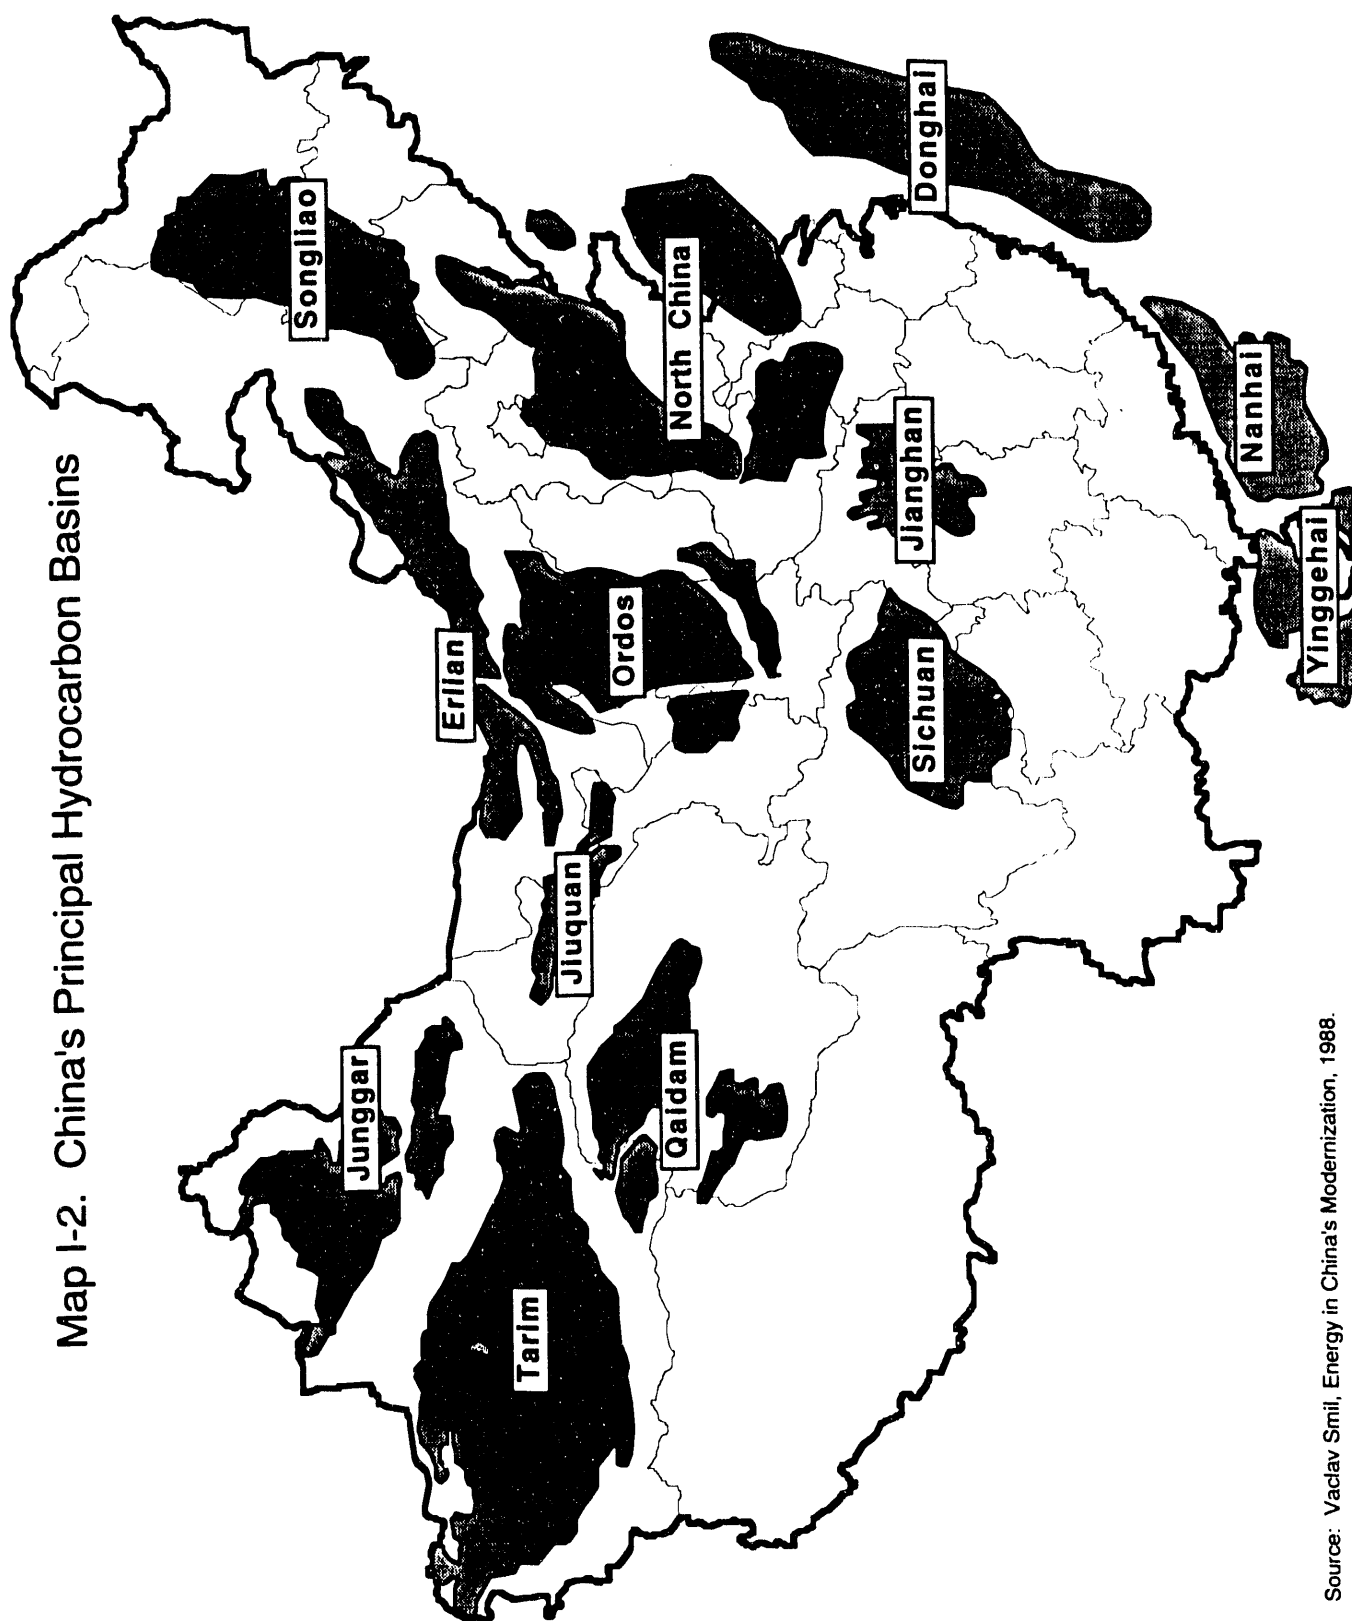 Map I-2. China's Principal Hydrocarbon Basins
Songliao
Junggar
Erlian
Tarim
Jiuquan
Ordos
Qaidam
North China
Donghai
Sichuan
Jianghan
Nanhai
Yinggehai
Source: Vaclav Smil, Energy in China's Modernization, 1988.